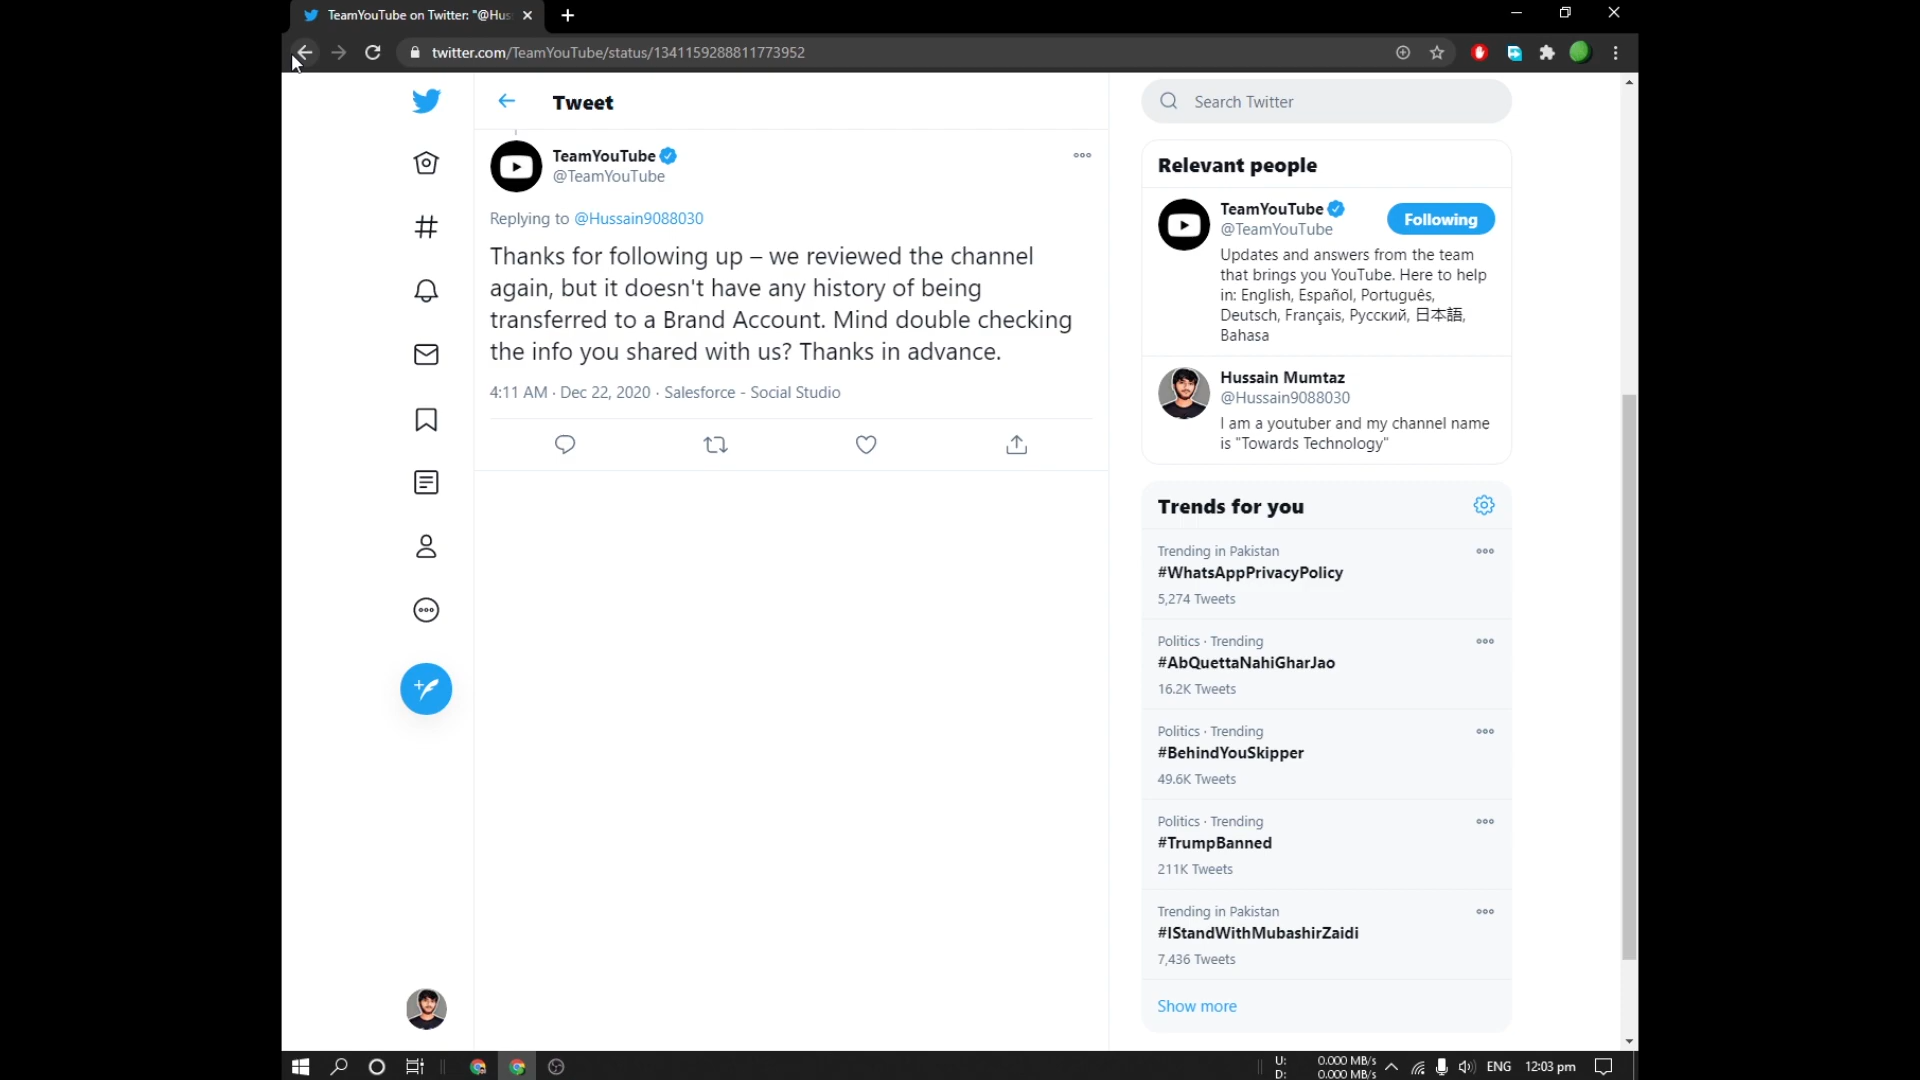 TeamYouTube on Twitter: "@Hus
twitter.com/TeamYouTube/status/1341159288811773952
Tweet
TeamYouTube
@TeamYouTube
Replying to @Hussain9088030
Thanks for following up – we reviewed the channel
again, but it doesn't have any history of being
transferred to a Brand Account. Mind double checking
the info you shared with us? Thanks in advance.
4:11 AM · Dec 22, 2020 · Salesforce - Social Studio
Search Twitter
Relevant people
TeamYouTube
@TeamYouTube
Following
Updates and answers from the team
that brings you YouTube. Here to help
in: English, Español, Português,
Deutsch, Français, Русский, 日本語,
Bahasa
Hussain Mumtaz
@Hussain9088030
I am a youtuber and my channel name
is "Towards Technology"
Trends for you
Trending in Pakistan
#WhatsAppPrivacyPolicy
5,274 Tweets
Politics · Trending
#AbQuettaNahiGharJao
16.2K Tweets
Politics · Trending
#BehindYouSkipper
49.6K Tweets
Politics · Trending
#TrumpBanned
211K Tweets
Trending in Pakistan
#IStandWithMubashirZaidi
7,436 Tweets
Show more
U: 0.000 MB/s
D: 0.000 MB/s
ENG 12:03 pm